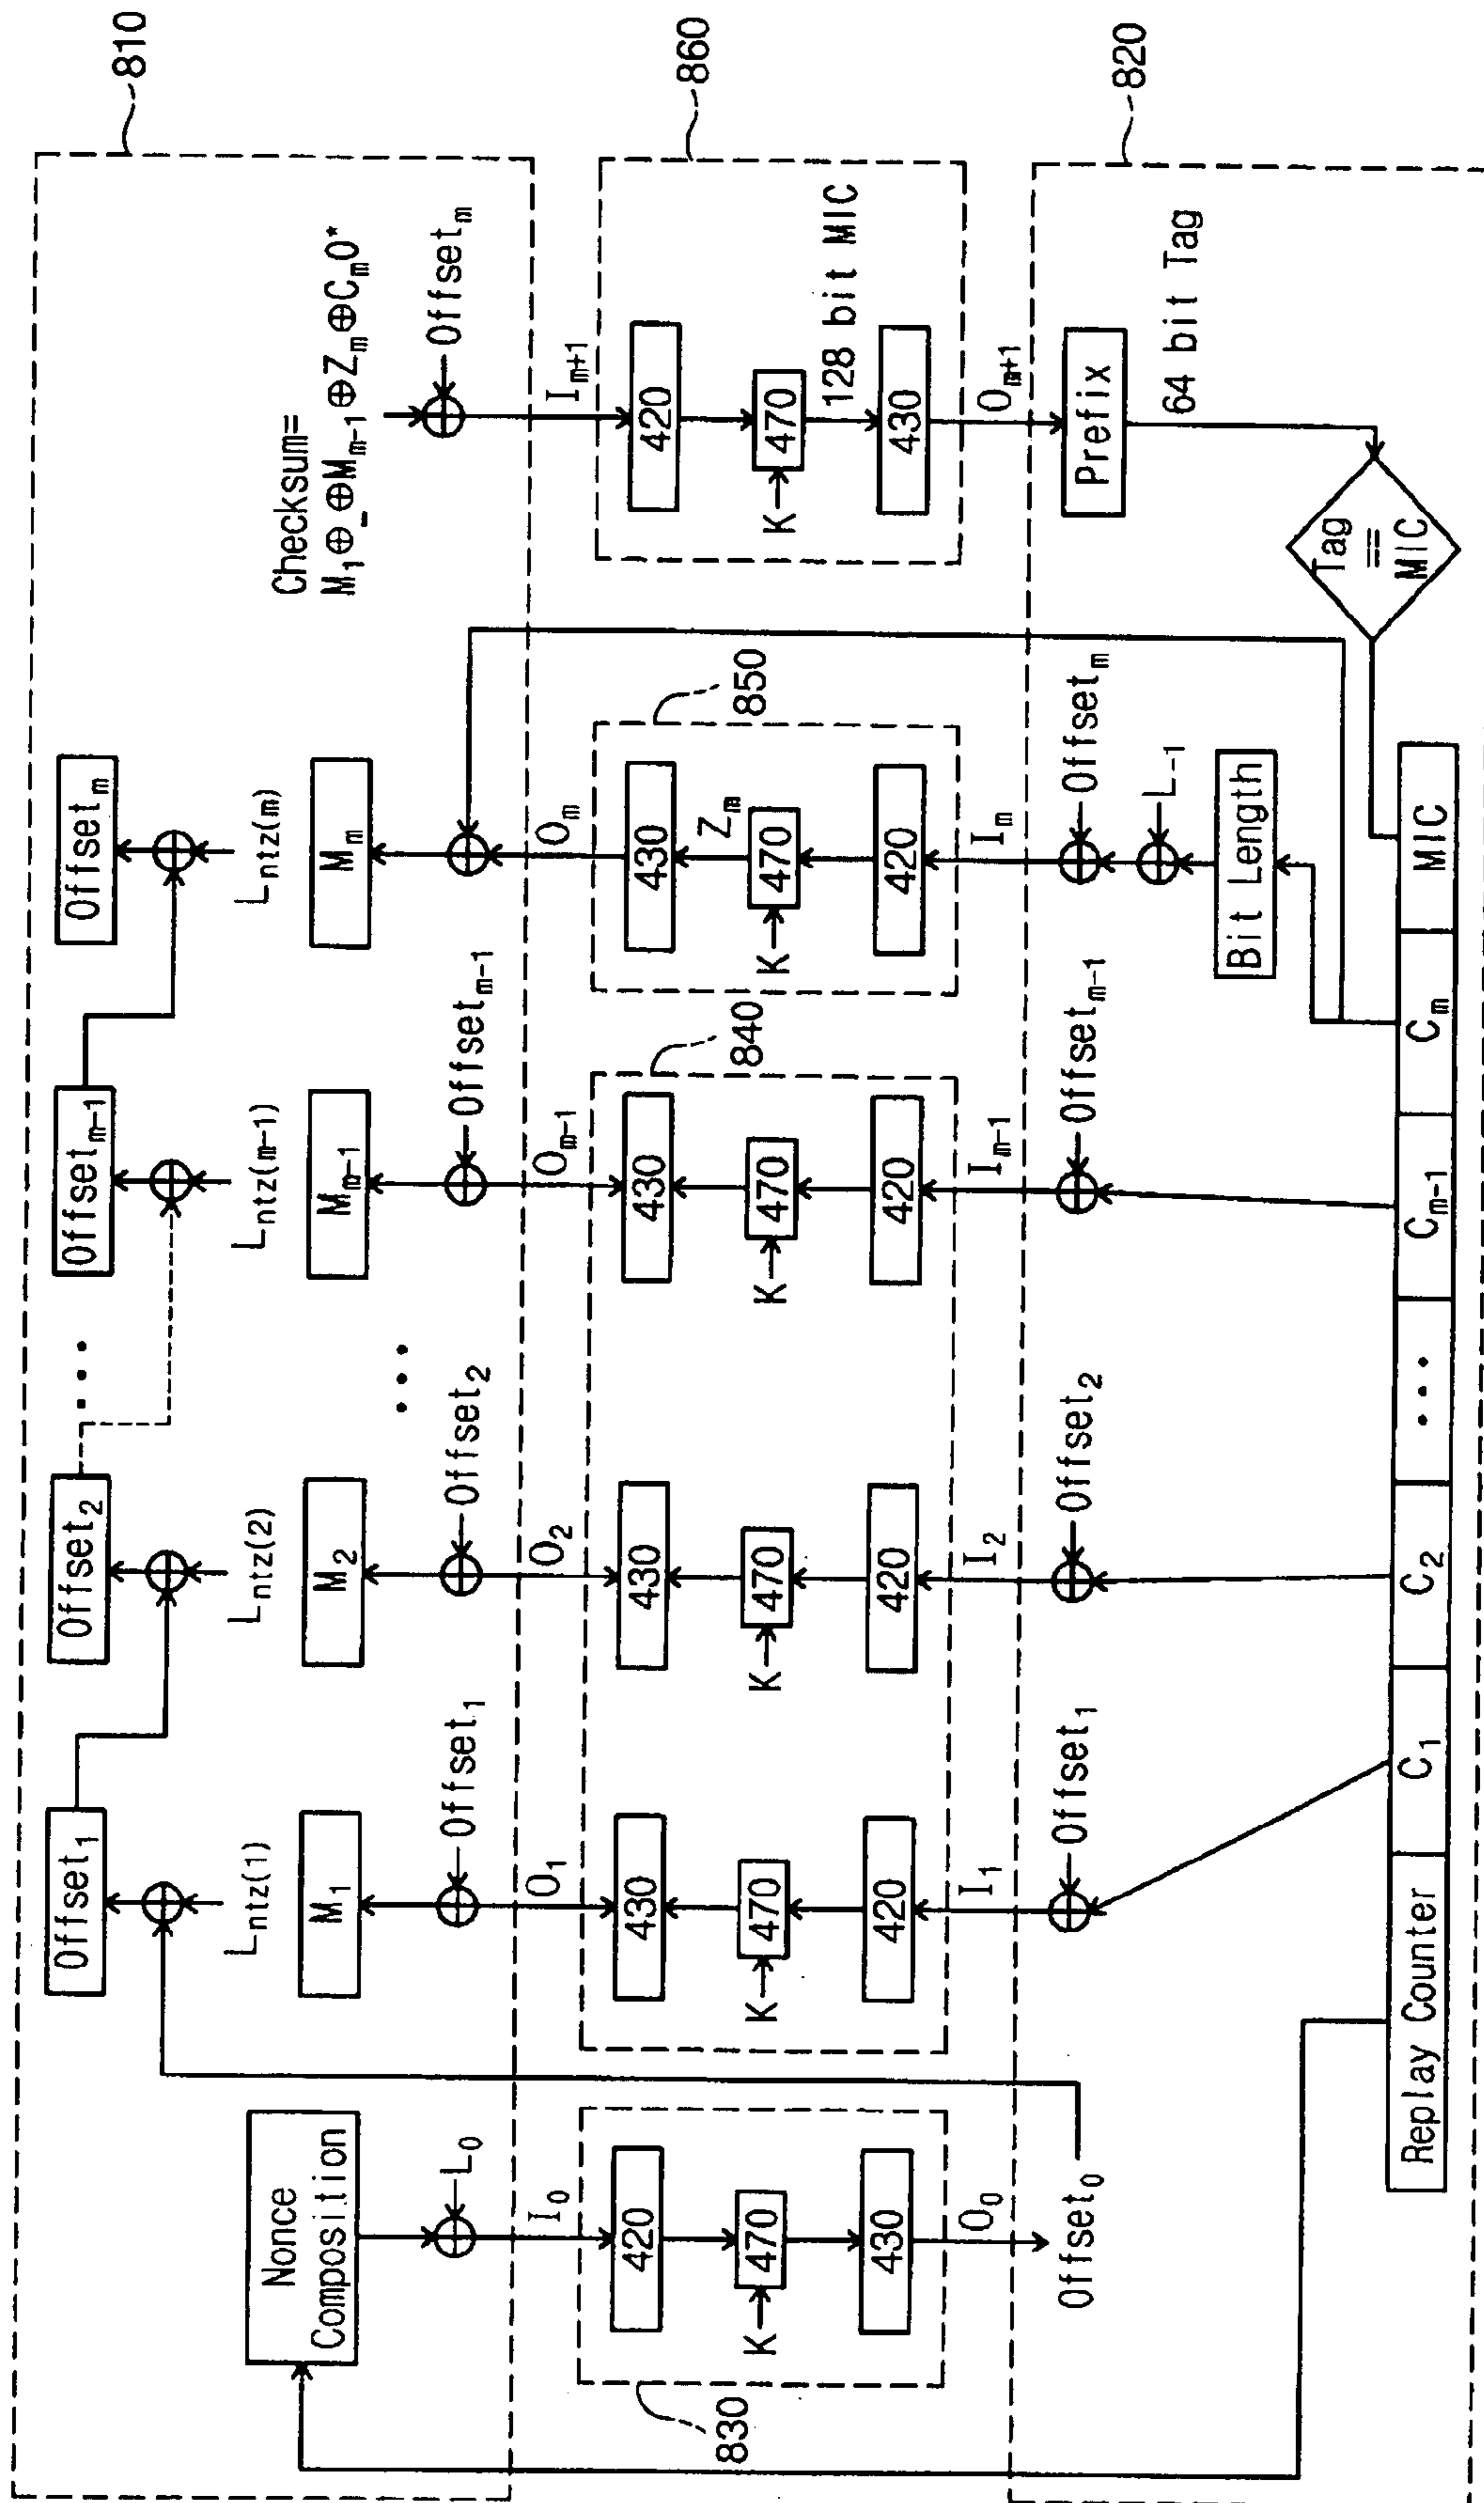 810
860
820
830
840
850
Offset1
Offset2
...
Offsetm-1
Offsetm
Lntz(1)
Lntz(2)
Lntz(m-1)
Lntz(m)
Checksum=
M1⊕...⊕Mm-1⊕Zm⊕Cm0*
Nonce
Composition
M1
M2
...
Mm-1
Mm
L0
Offset1
Offset2
Offsetm-1
Offsetm
I0
O1
O2
Om-1
Om
Im+1
420
430
430
430
430
420
K
470
K
470
K
470
K
470
K
470
Zm
K
470
128 bit MIC
430
420
420
420
420
430
O0
I1
I2
Im-1
Im
Om+1
Offset0
Offset1
Offset2
Offsetm-1
Offsetm
Prefix
L-1
64 bit Tag
Bit Length
Tag
==
MIC
Replay Counter
C1
C2
...
Cm-1
Cm
MIC